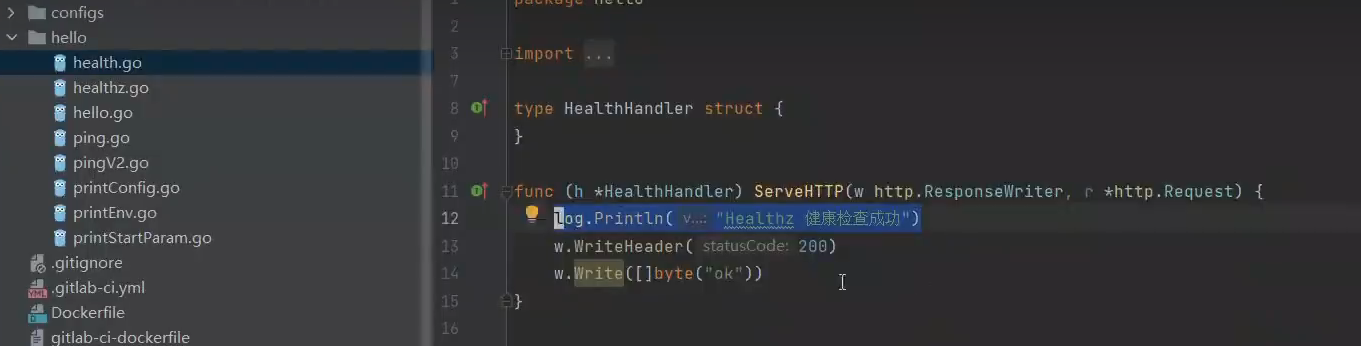 configs
hello
health.go
healthz.go
hello.go
ping.go
pingV2.go
printConfig.go
printEnv.go
printStartParam.go
.gitignore
.gitlab-ci.yml
Dockerfile
gitlab-ci-dockerfile
1 package hello
2
3 import ...
7
8 type HealthHandler struct {
9 }
10
11 func (h *HealthHandler) ServeHTTP(w http.ResponseWriter, r *http.Request) {
12 log.Println( v...: "Healthz 健康检查成功")
13 w.WriteHeader( statusCode: 200)
14 w.Write([]byte("ok"))
15 }
16